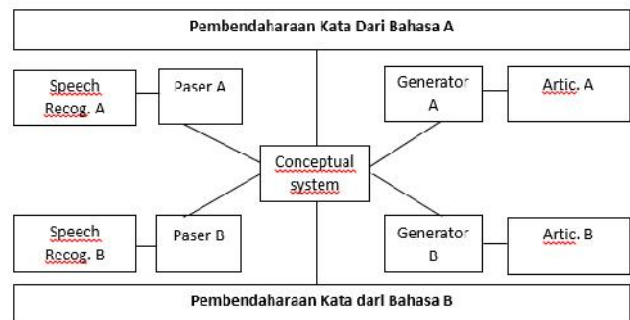 Pembendaharaan Kata Dari Bahasa A
Speech
Recog. A
Paser A
Generator
A
Artic. A
Conceptual
system
Speech
Recog. B
Paser B
Generator
B
Artic. B
Pembendaharaan Kata dari Bahasa B